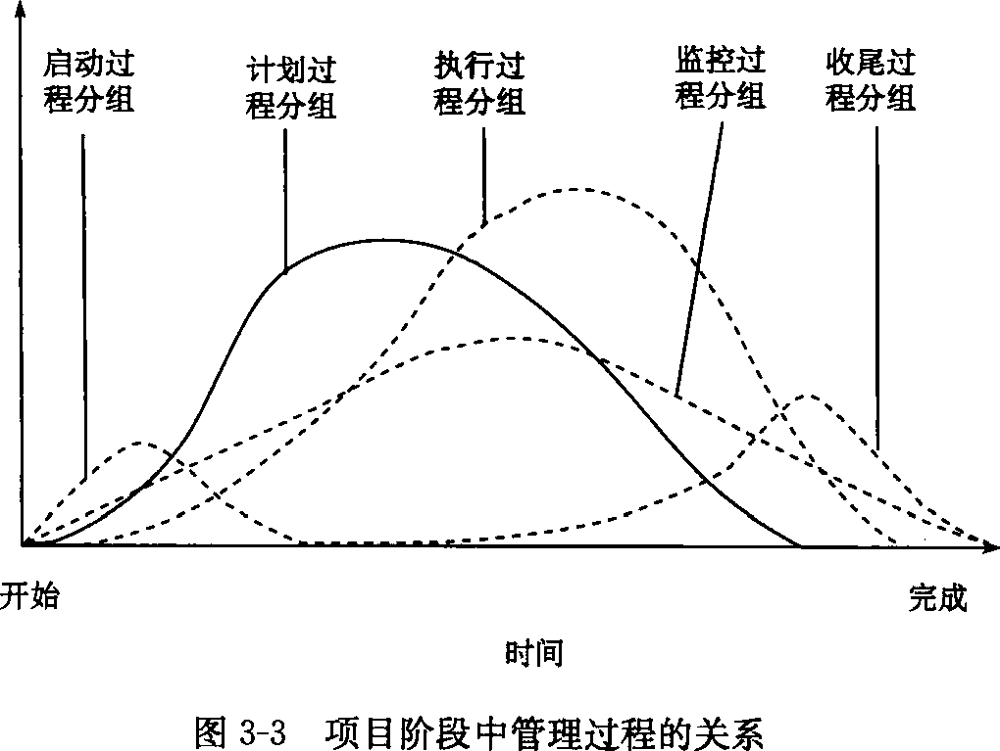 启动过
程分组
计划过
程分组
执行过
程分组
监控过
程分组
收尾过
程分组
开始
完成
时间
图 3-3 项目阶段中管理过程的关系